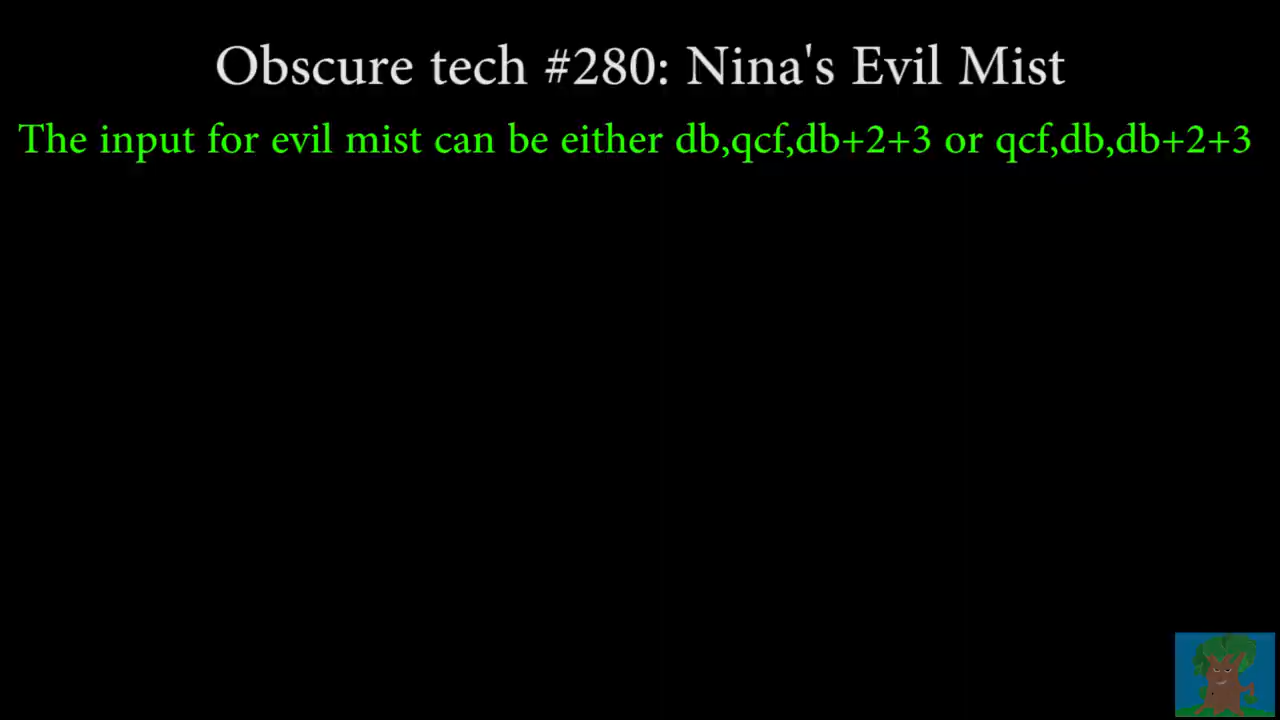 Obscure tech #280: Nina's Evil Mist
The input for evil mist can be either db,qcf,db+2+3 or qcf,db,db+2+3